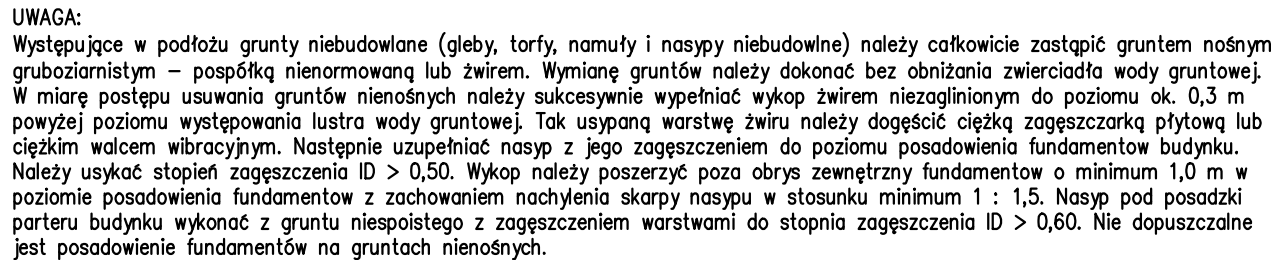 UWAGA:
Występujące w podłożu grunty niebudowlane (gleby, torfy, namuły i nasypy niebudowlne) należy całkowicie zastąpić gruntem nośnym
gruboziarnistym – pospółką nienormowaną lub żwirem. Wymianę gruntów należy dokonać bez obniżania zwierciadła wody gruntowej.
W miarę postępu usuwania gruntów nienośnych należy sukcesywnie wypełniać wykop żwirem niezaglinionym do poziomu ok. 0,3 m
powyżej poziomu występowania lustra wody gruntowej. Tak usypaną warstwę żwiru należy dogęścić ciężką zagęszczarką płytową lub
ciężkim walcem wibracyjnym. Następnie uzupełniać nasyp z jego zagęszczeniem do poziomu posadowienia fundamentow budynku.
Należy usykać stopień zagęszczenia ID > 0,50. Wykop należy poszerzyć poza obrys zewnętrzny fundamentow o minimum 1,0 m w
poziomie posadowienia fundamentow z zachowaniem nachylenia skarpy nasypu w stosunku minimum 1 : 1,5. Nasyp pod posadzki
parteru budynku wykonać z gruntu niespoistego z zagęszczeniem warstwami do stopnia zagęszczenia ID > 0,60. Nie dopuszczalne
jest posadowienie fundamentów na gruntach nienośnych.